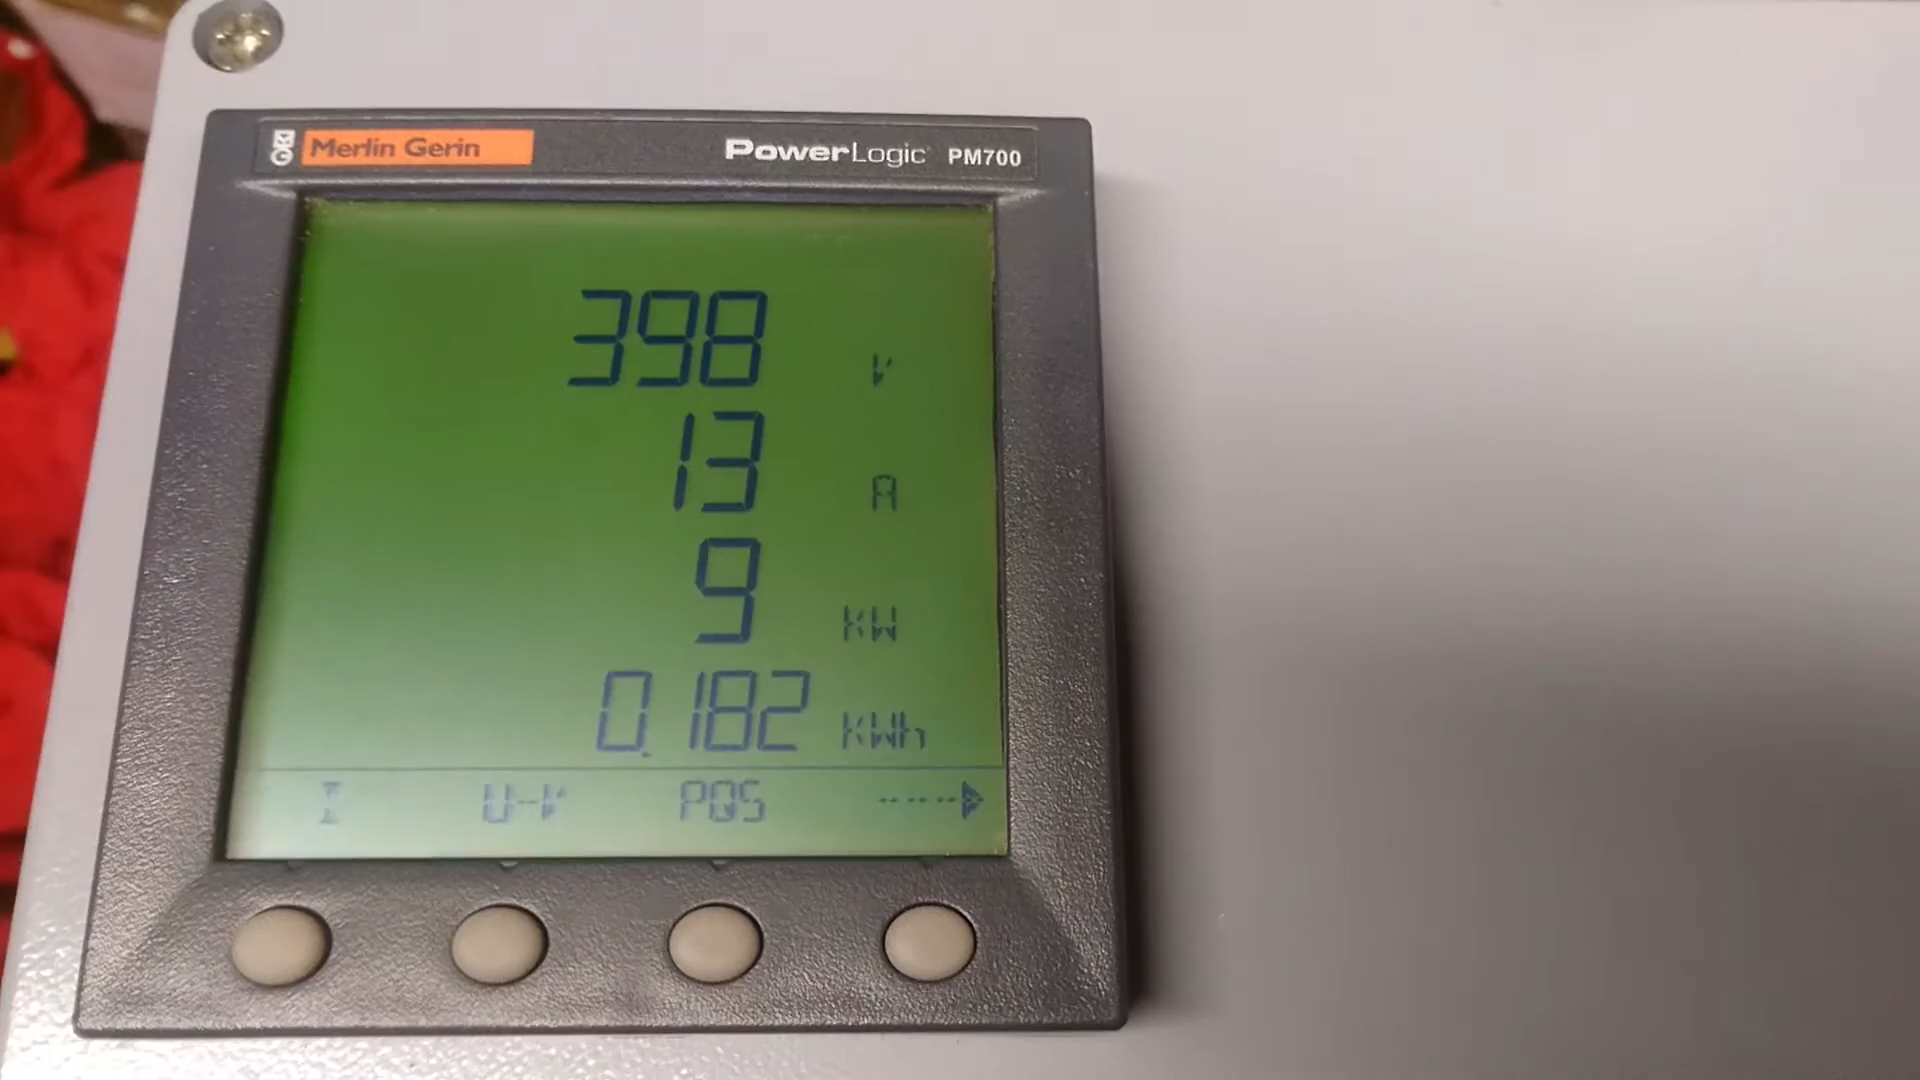 Merlin Gerin
PowerLogic PM700
398 V
13 A
9 KW
0.182 KWh
I U-V PQS